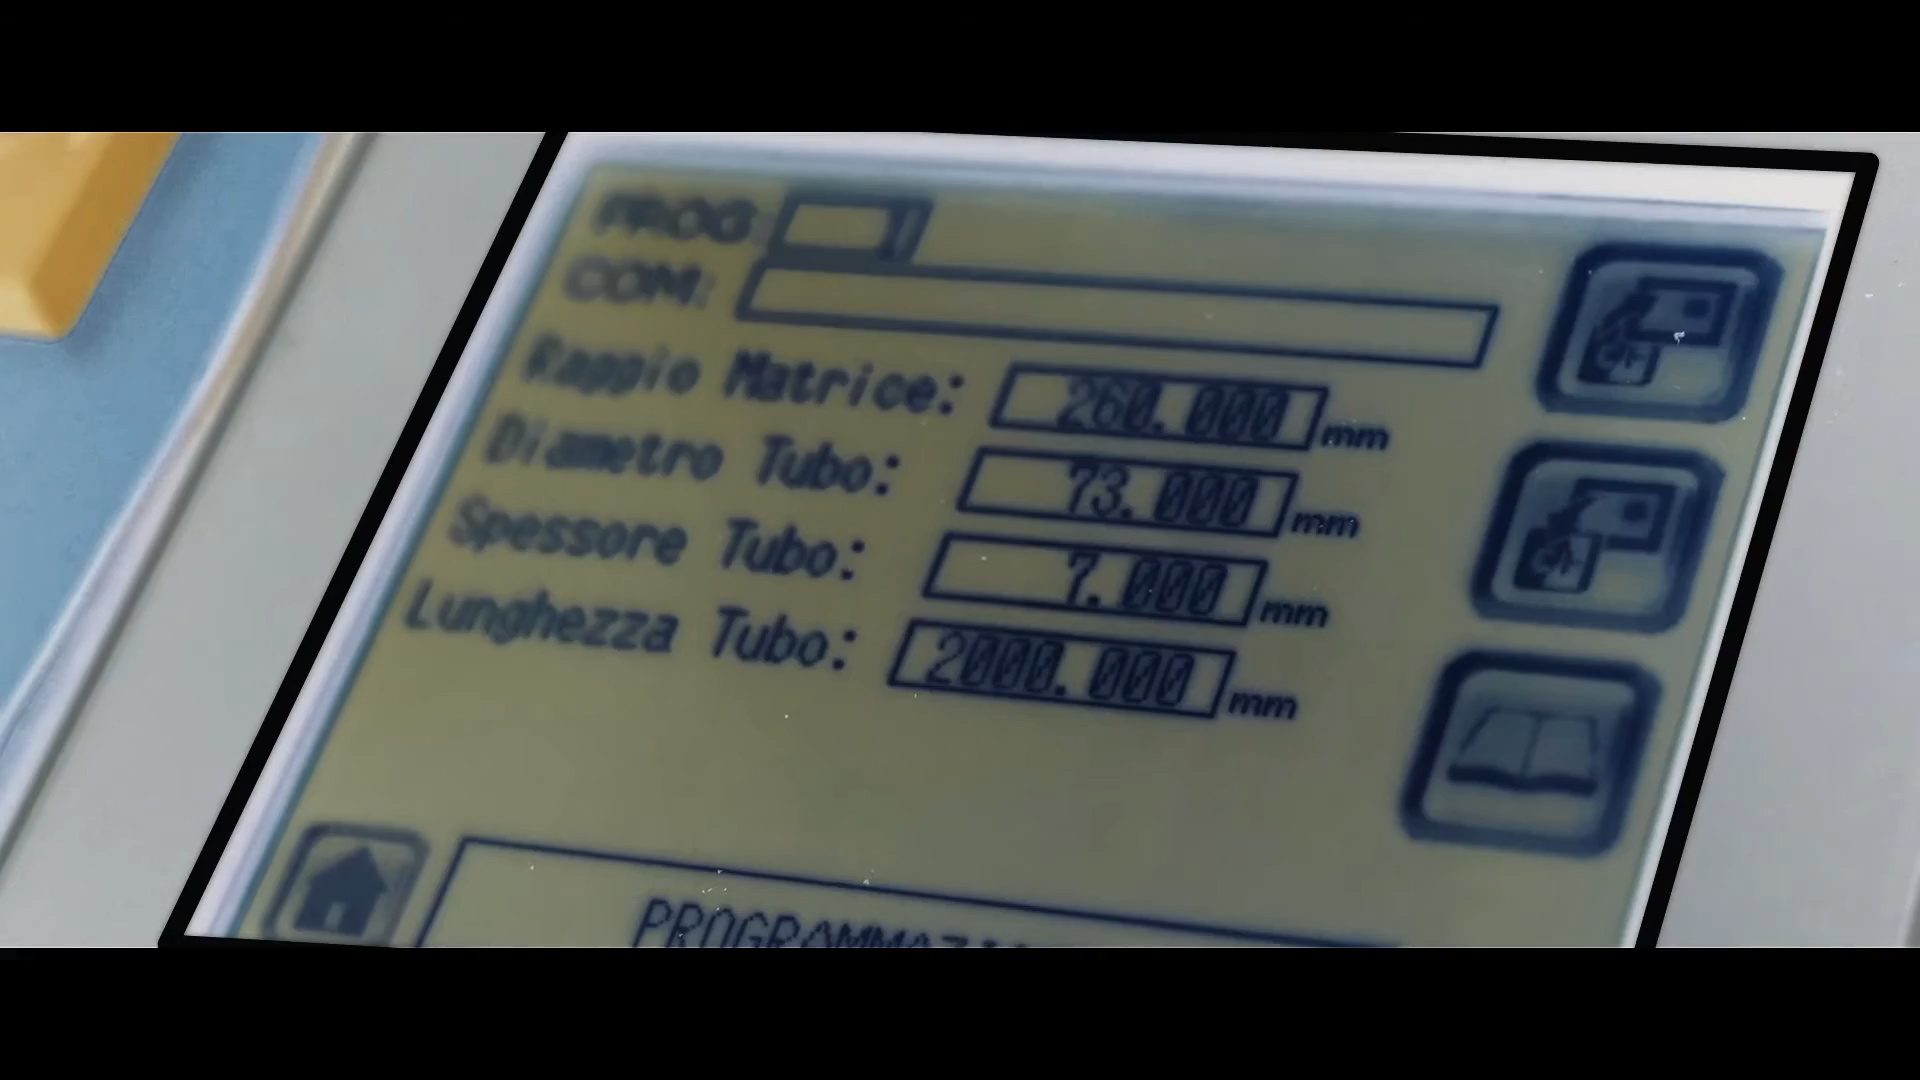 PROG:
COM:
Raggio Matrice: 260.000 mm
Diametro Tubo: 73.000 mm
Spessore Tubo: 7.000 mm
Lunghezza Tubo: 2000.000 mm